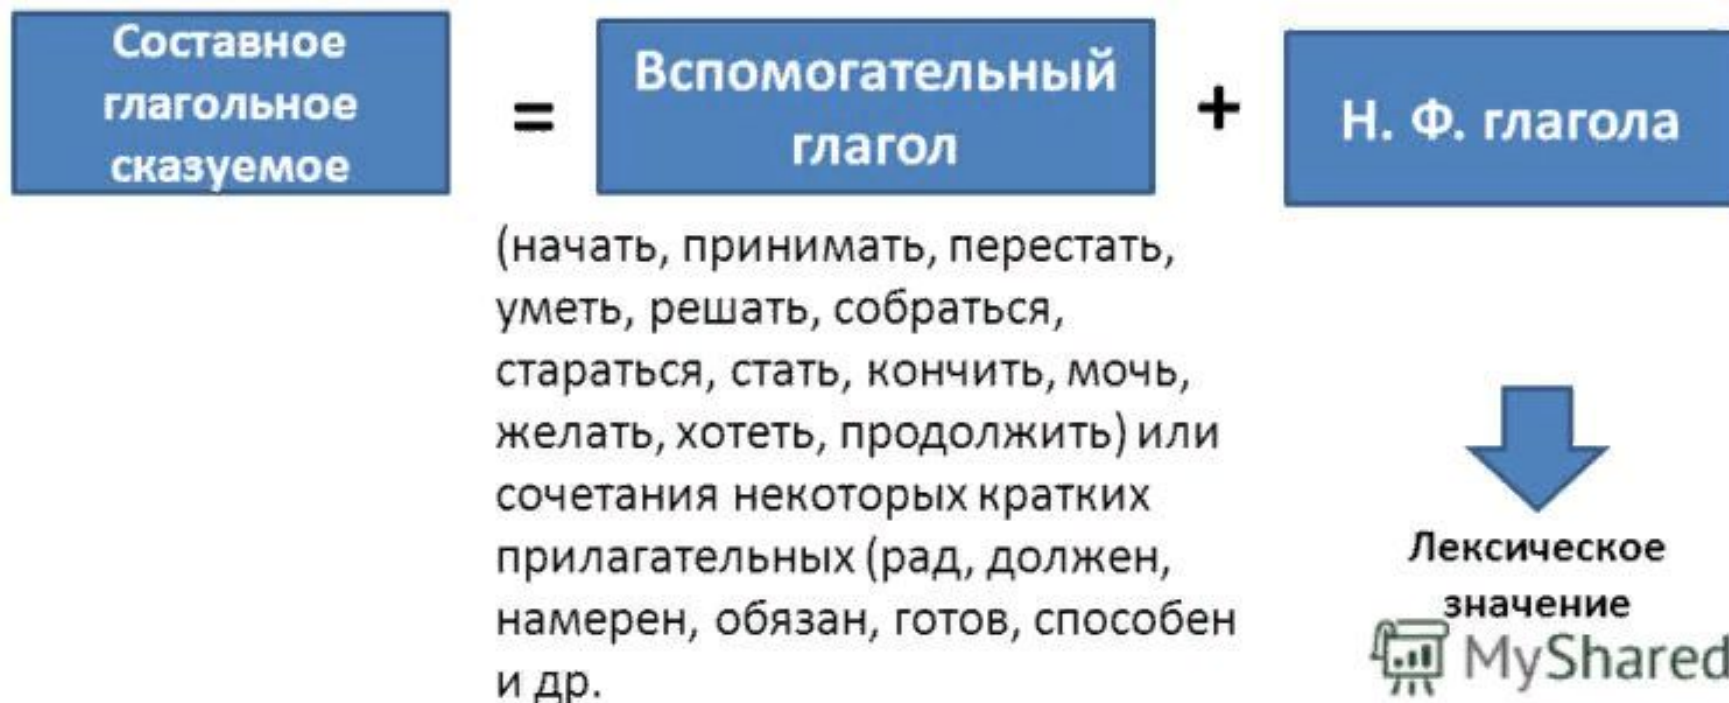 Составное
глагольное
сказуемое
=
Вспомогательный
глагол
+
Н. Ф. глагола
(начать, принимать, перестать,
уметь, решать, собраться,
стараться, стать, кончить, мочь,
желать, хотеть, продолжить) или
сочетания некоторых кратких
прилагательных (рад, должен,
намерен, обязан, готов, способен
и др.
Лексическое
значение
MyShared